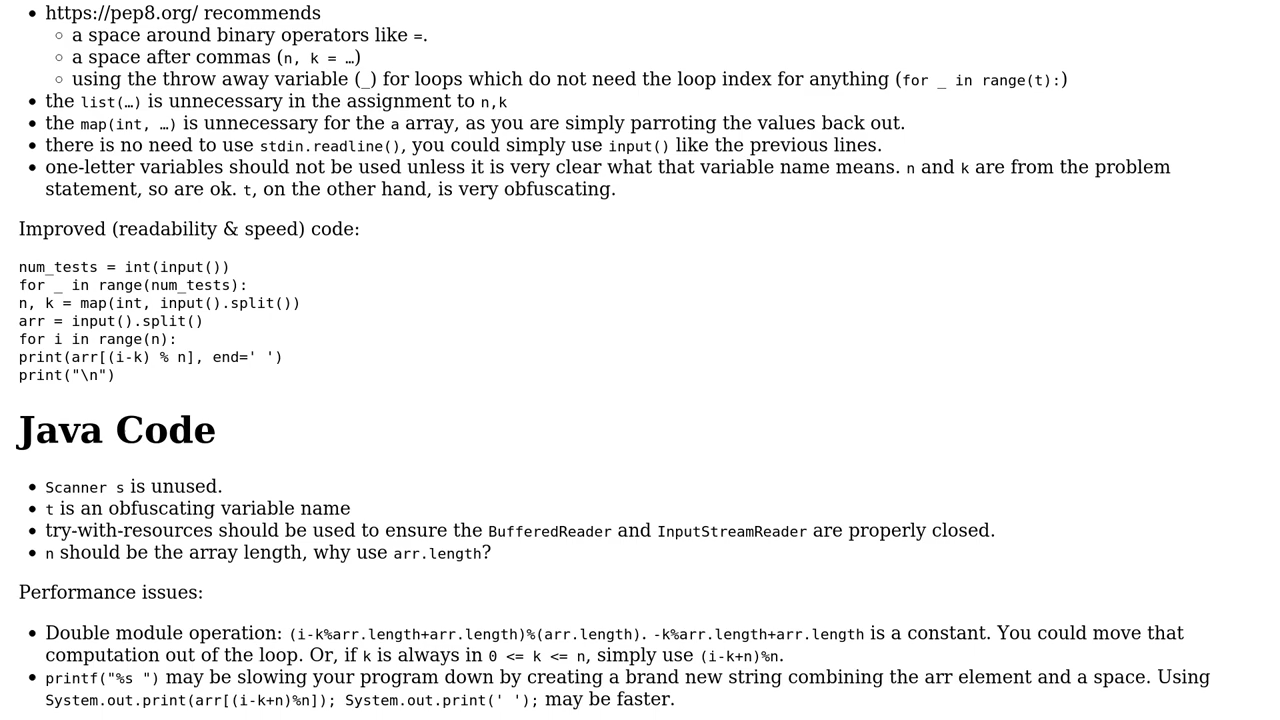 https://pep8.org/ recommends
a space around binary operators like =.
a space after commas (n, k = …)
using the throw away variable (_) for loops which do not need the loop index for anything (for _ in range(t):)
the list(…) is unnecessary in the assignment to n,k
the map(int, …) is unnecessary for the a array, as you are simply parroting the values back out.
there is no need to use stdin.readline(), you could simply use input() like the previous lines.
one-letter variables should not be used unless it is very clear what that variable name means. n and k are from the problem
statement, so are ok. t, on the other hand, is very obfuscating.
Improved (readability & speed) code:
num_tests = int(input())
for _ in range(num_tests):
n, k = map(int, input().split())
arr = input().split()
for i in range(n):
print(arr[(i-k) % n], end=' ')
print("\n")
Java Code
Scanner s is unused.
t is an obfuscating variable name
try-with-resources should be used to ensure the BufferedReader and InputStreamReader are properly closed.
n should be the array length, why use arr.length?
Performance issues:
Double module operation: (i-k%arr.length+arr.length)%(arr.length). -k%arr.length+arr.length is a constant. You could move that
computation out of the loop. Or, if k is always in 0 <= k <= n, simply use (i-k+n)%n.
printf("%s ") may be slowing your program down by creating a brand new string combining the arr element and a space. Using
System.out.print(arr[(i-k+n)%n]); System.out.print(' '); may be faster.